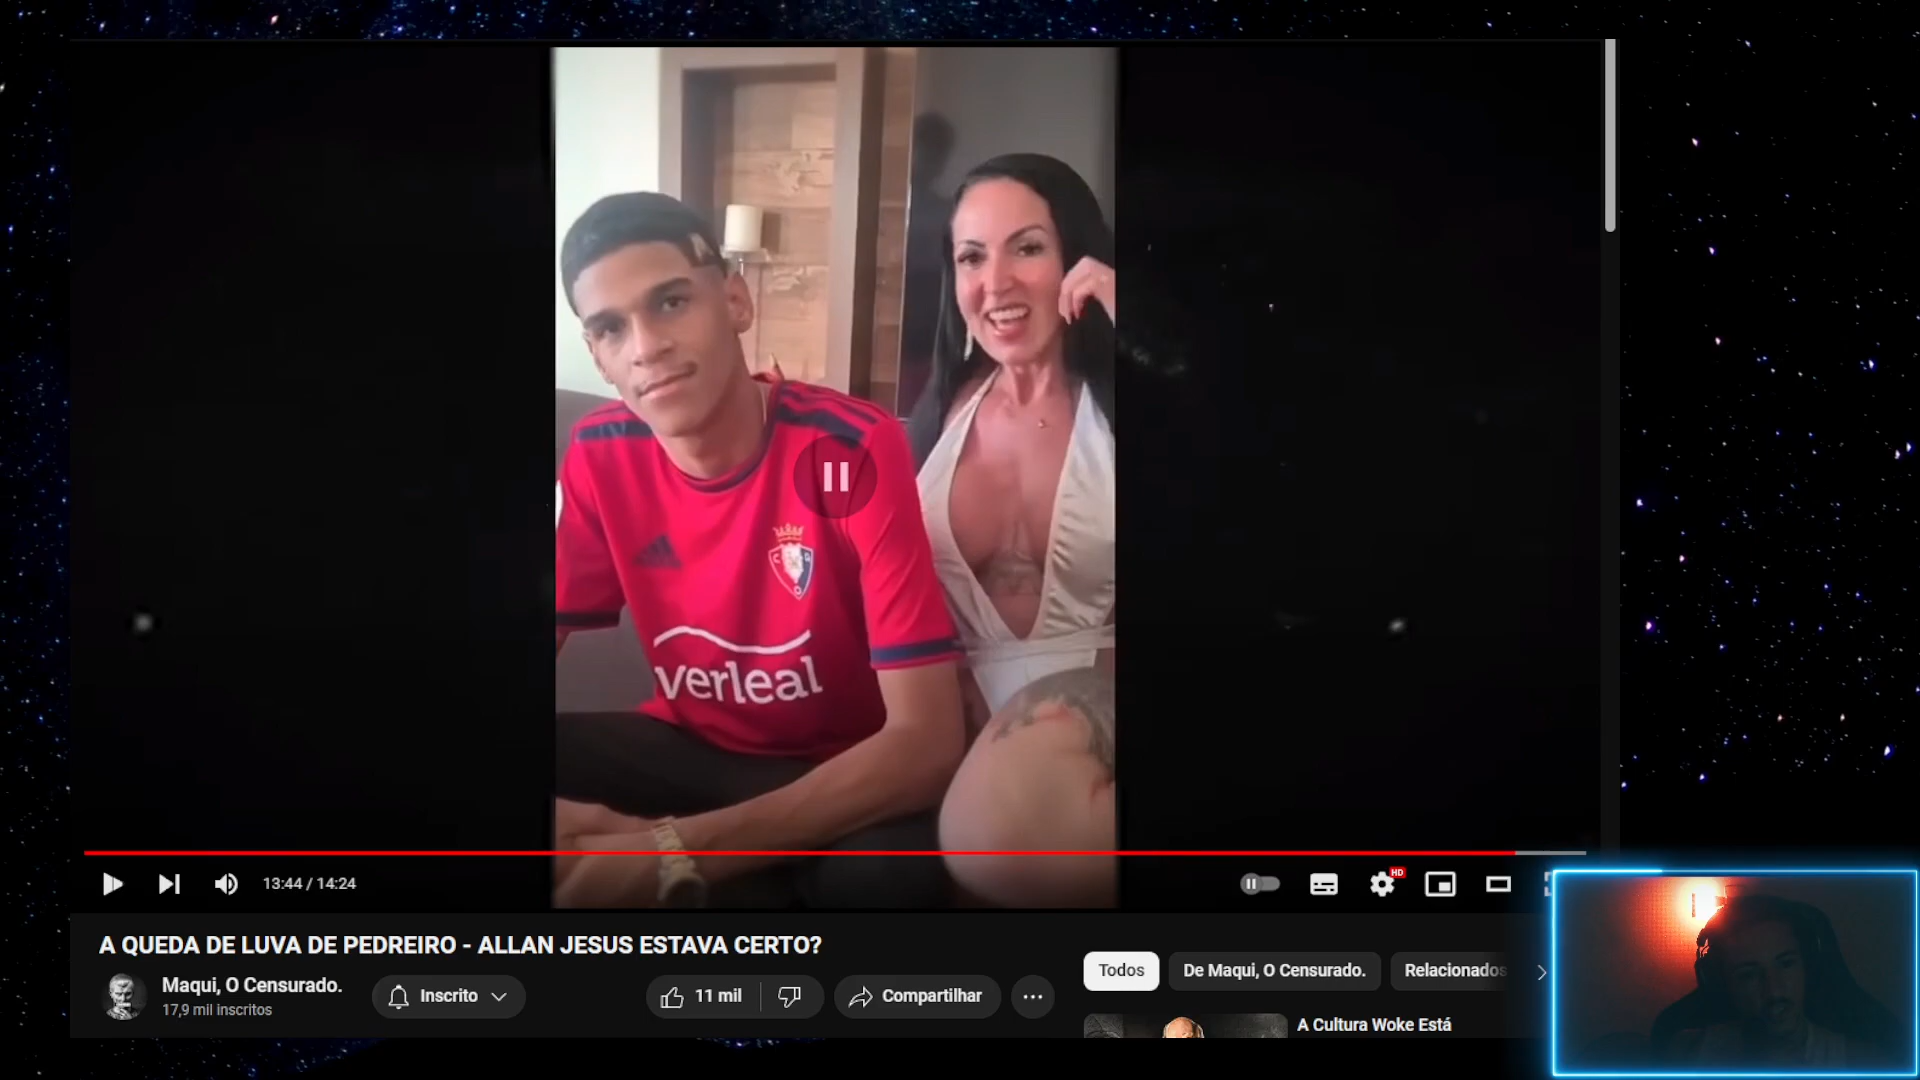 verleal
13:44 / 14:24
HD
A QUEDA DE LUVA DE PEDREIRO - ALLAN JESUS ESTAVA CERTO?
Maqui, O Censurado.
17,9 mil inscritos
Inscrito
11 mil
Compartilhar
Todos
De Maqui, O Censurado.
Relacionados
A Cultura Woke Está